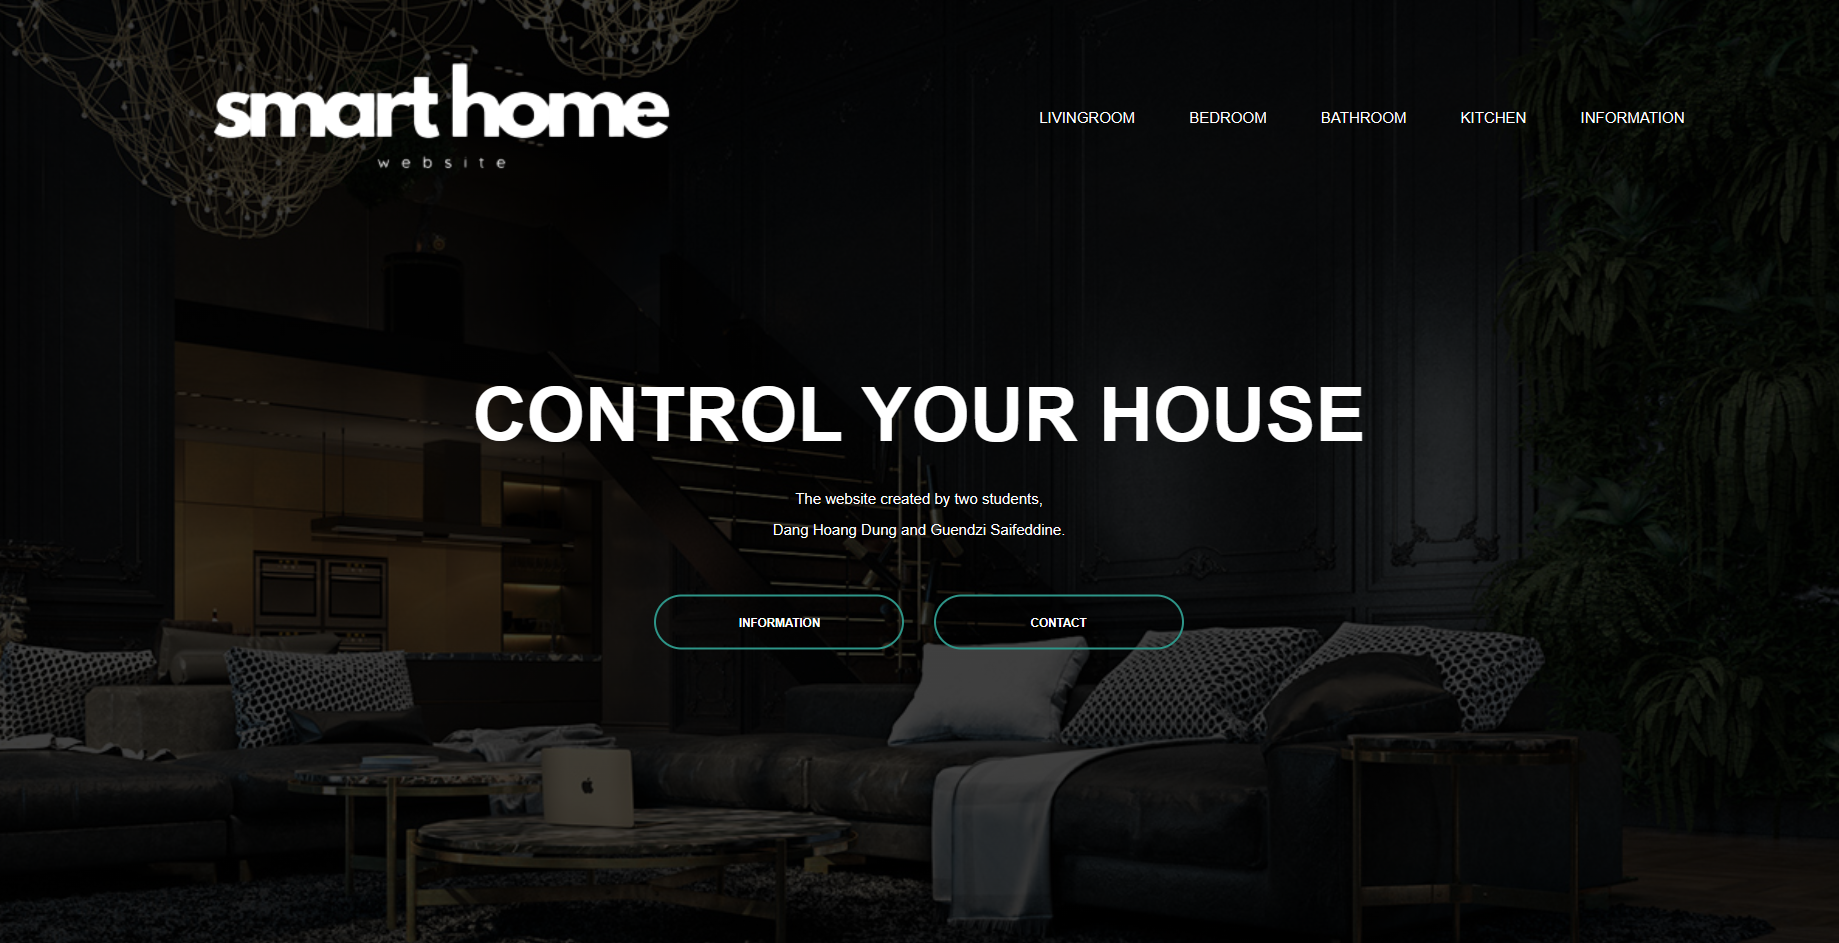 smart home
website
LIVINGROOM BEDROOM BATHROOM KITCHEN INFORMATION
CONTROL YOUR HOUSE
The website created by two students,
Dang Hoang Dung and Guendzi Saifeddine.
INFORMATION CONTACT